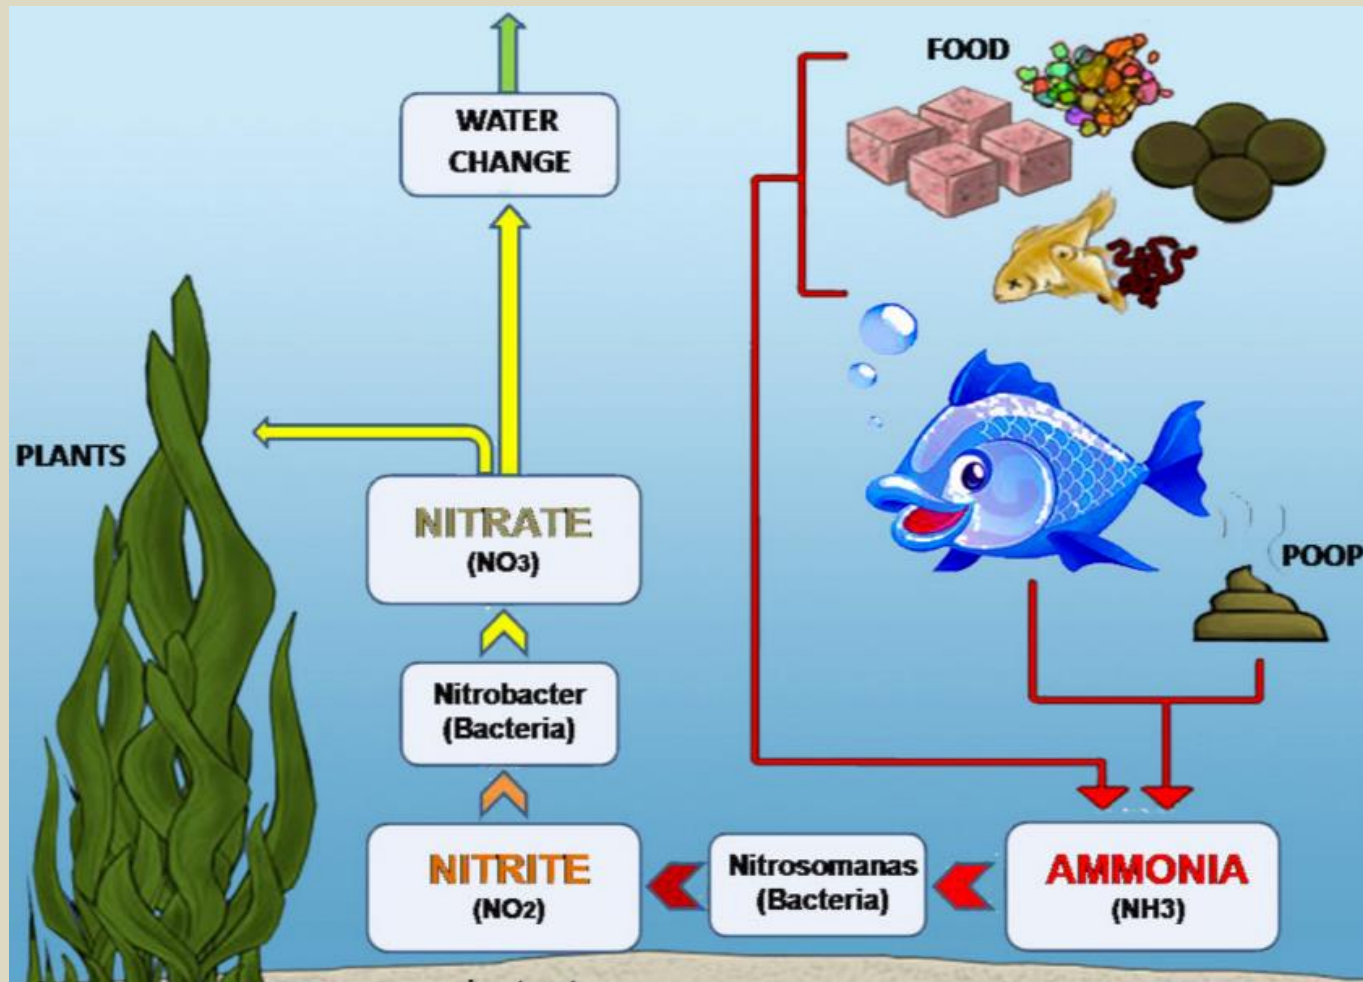 WATER
CHANGE
FOOD
PLANTS
NITRATE
(NO3)
POOP
Nitrobacter
(Bacteria)
NITRITE
(NO2)
Nitrosomanas
(Bacteria)
AMMONIA
(NH3)